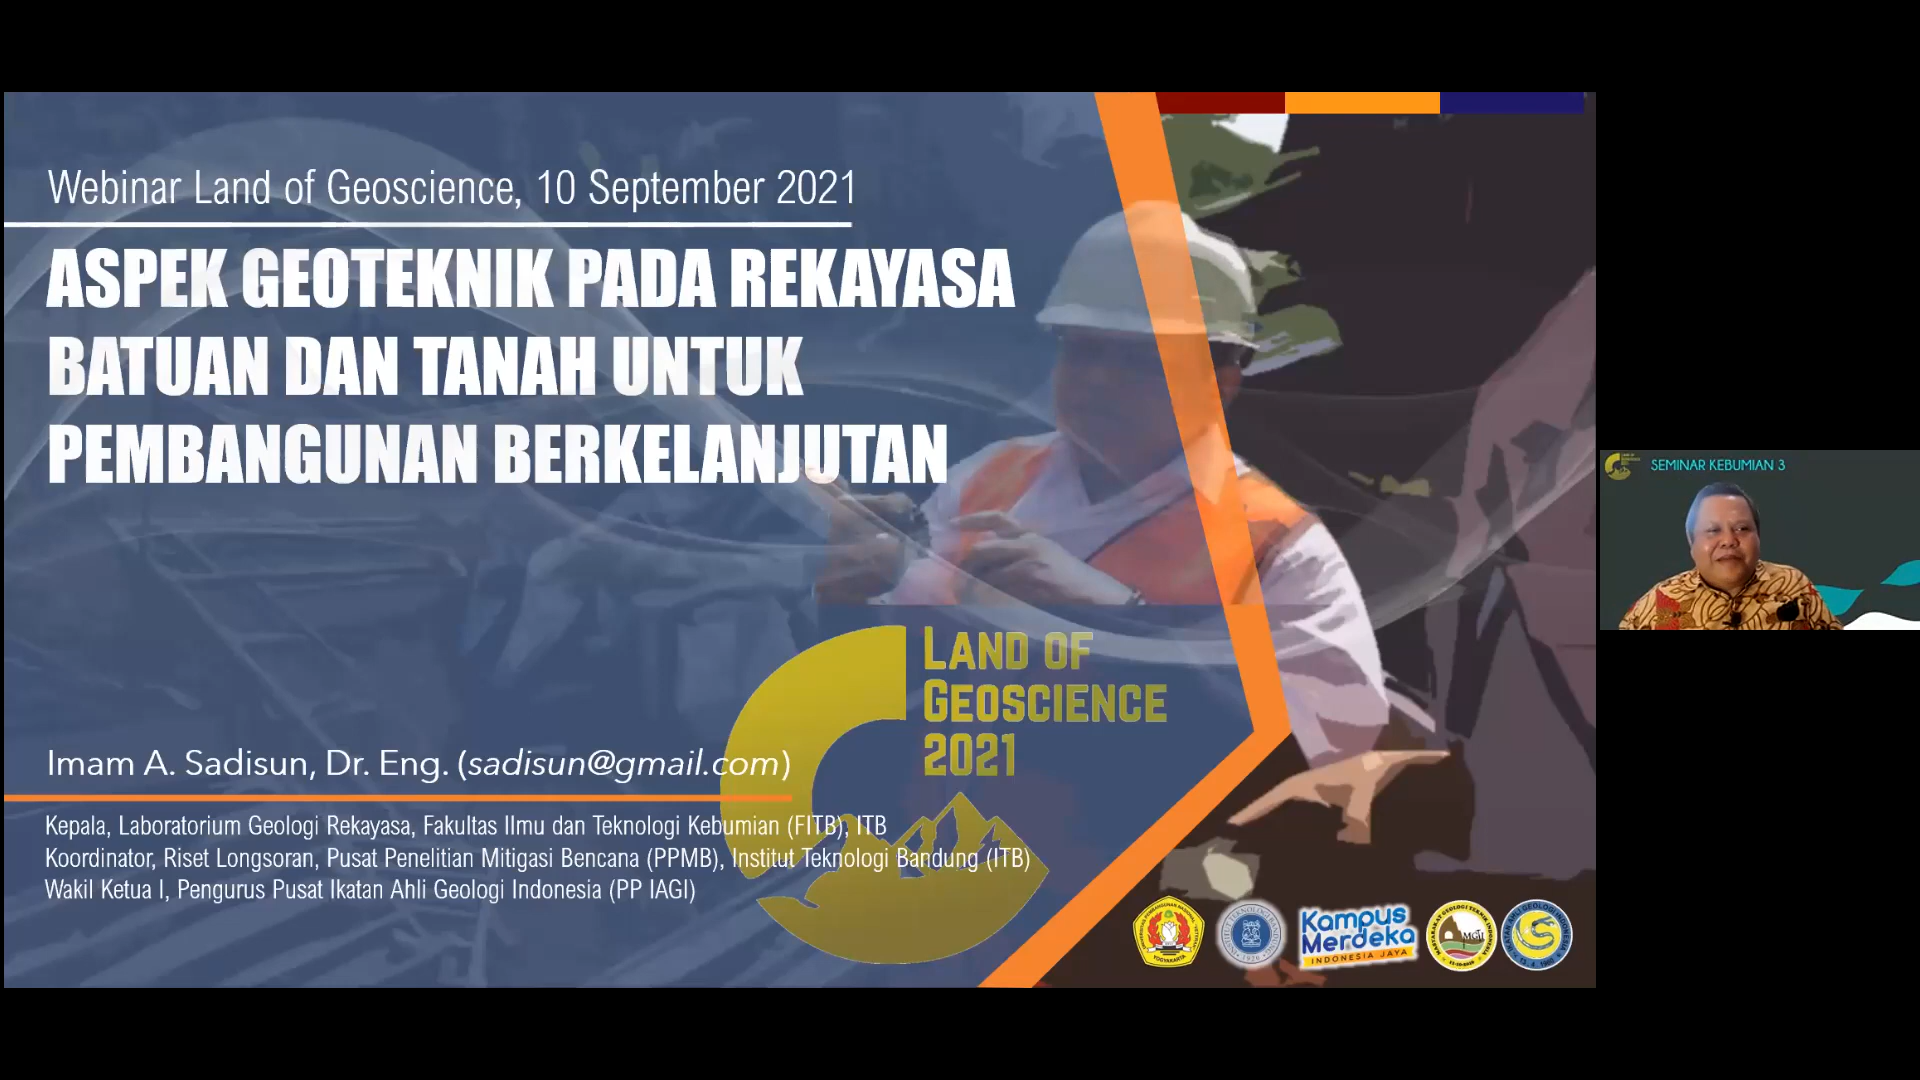 Webinar Land of Geoscience, 10 September 2021
ASPEK GEOTEKNIK PADA REKAYASA
BATUAN DAN TANAH UNTUK
PEMBANGUNAN BERKELANJUTAN
LAND OF
GEOSCIENCE
2021
Imam A. Sadisun, Dr. Eng. (sadisun@gmail.com)
Kepala, Laboratorium Geologi Rekayasa, Fakultas Ilmu dan Teknologi Kebumian (FITB), ITB
Koordinator, Riset Longsoran, Pusat Penelitian Mitigasi Bencana (PPMB), Institut Teknologi Bandung (ITB)
Wakil Ketua I, Pengurus Pusat Ikatan Ahli Geologi Indonesia (PP IAGI)
YOGYAKARTA
Kampus
Merdeka
INDONESIA JAYA
SEMINAR KEBUMIAN 3